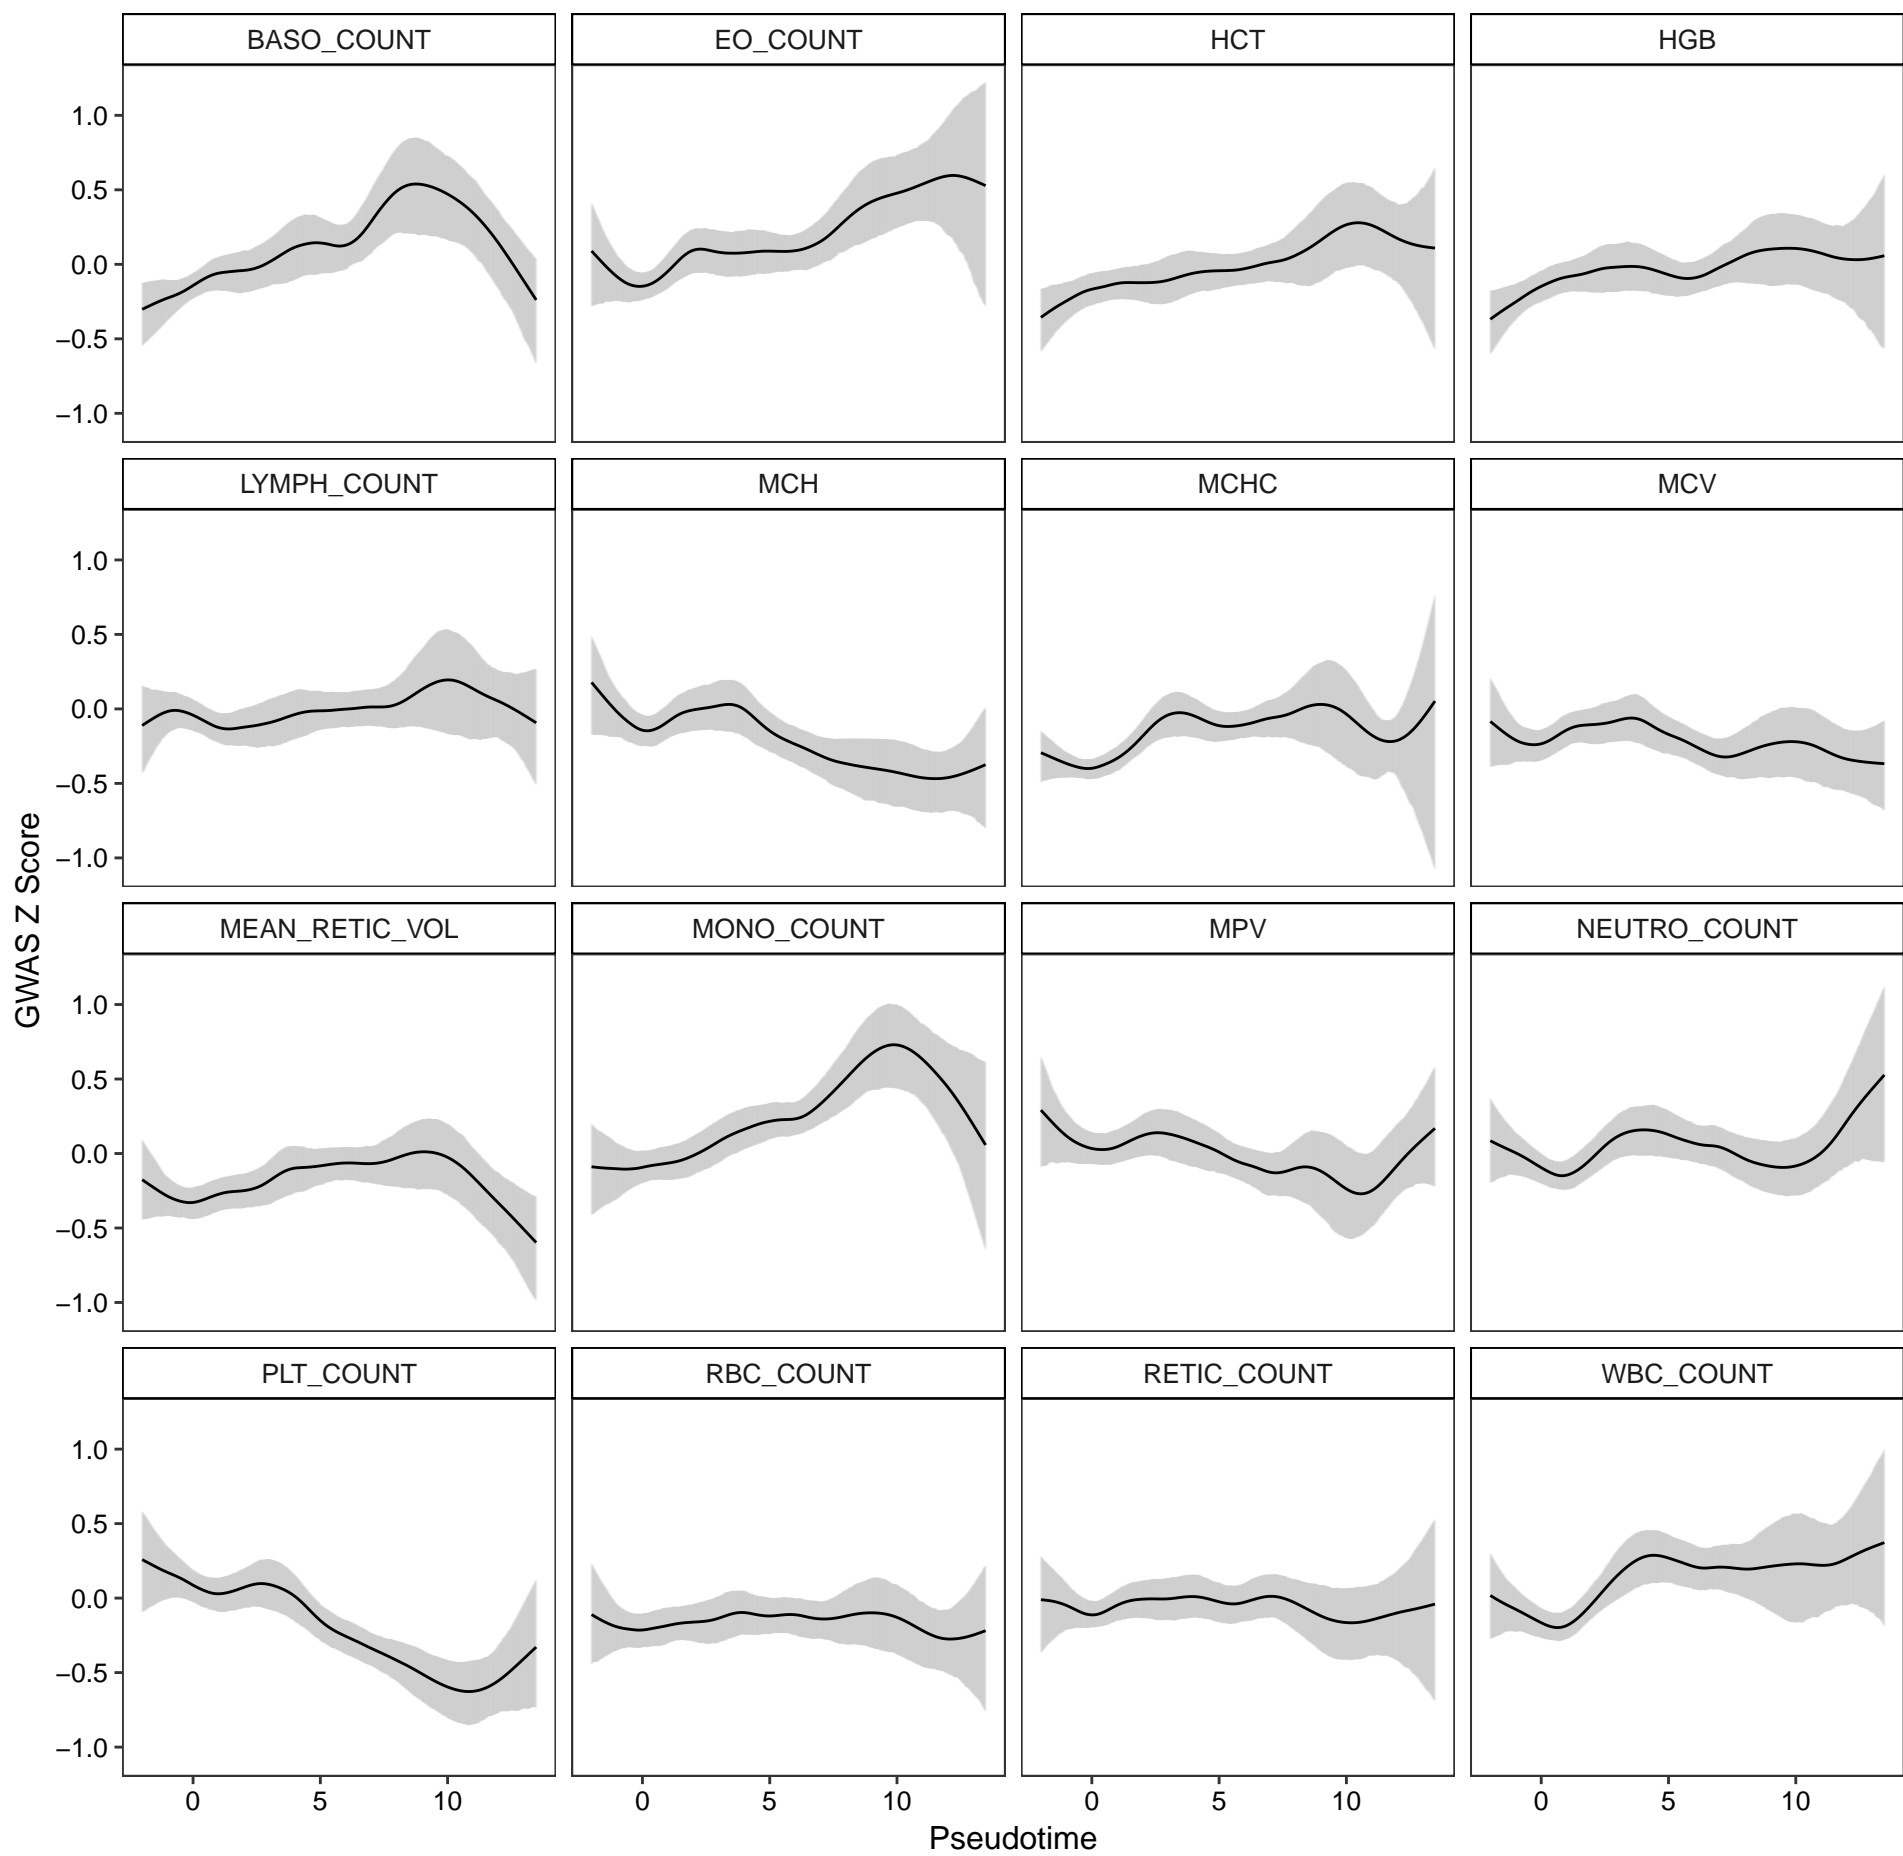 BASO_COUNT EO_COUNT HCT HGB
1.0
0.5
0.0
−0.5
−1.0
LYMPH_COUNT MCH MCHC MCV
1.0
0.5
0.0
−0.5
−1.0
GWAS Z Score
MEAN_RETIC_VOL MONO_COUNT MPV NEUTRO_COUNT
1.0
0.5
0.0
−0.5
−1.0
PLT_COUNT RBC_COUNT RETIC_COUNT WBC_COUNT
1.0
0.5
0.0
−0.5
−1.0
0 5 10 0 5 10 0 5 10 0 5 10
Pseudotime